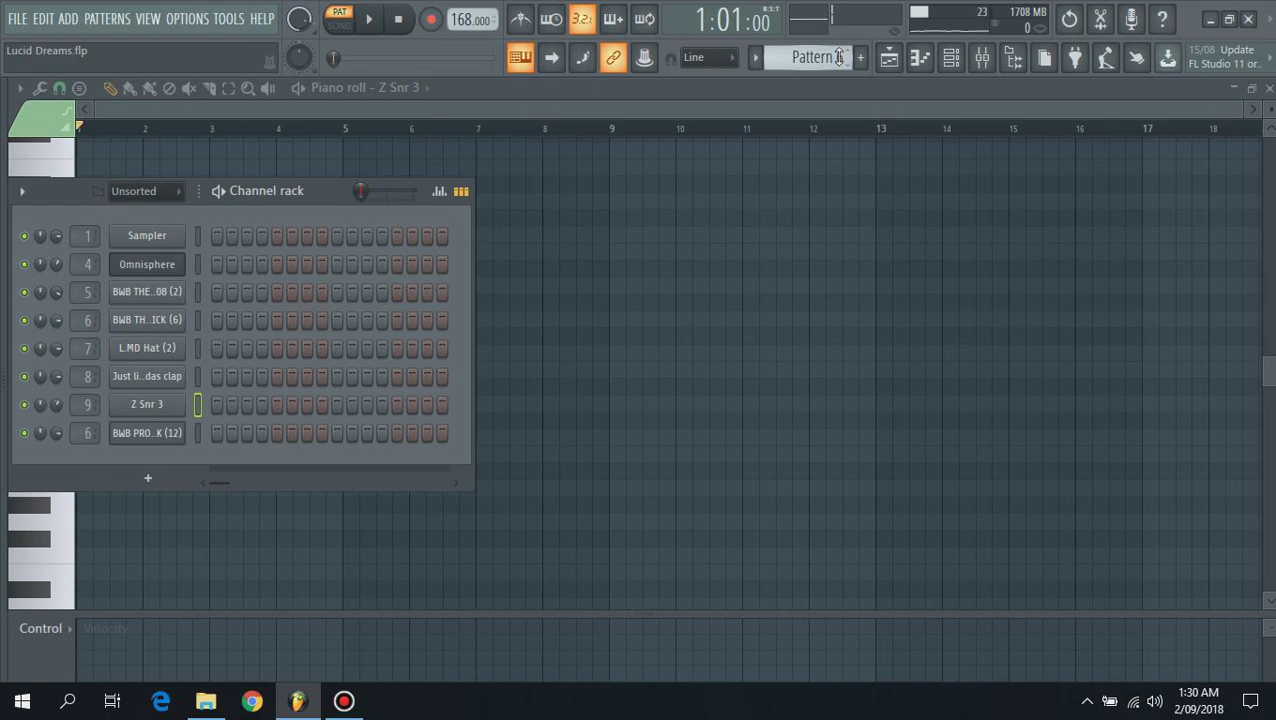 FILE EDIT ADD PATTERNS VIEW OPTIONS TOOLS HELP
PAT
SONG
168.000
3.2:
1:01:00
B:S:T
23
1708 MB
0
Lucid Dreams.flp
Line
Pattern
15/08 Update
FL Studio 11 or..
Piano roll - Z Snr 3
1 2 3 4 5 6 7 8 9 10 11 12 13 14 15 16 17 18
Unsorted
Channel rack
1 Sampler
4 Omnisphere
5 BWB THE..08 (2)
6 BWB TH..ICK (6)
7 L.MD Hat (2)
8 Just li..das clap
9 Z Snr 3
6 BWB PRO..K (12)
+
Control
Velocity
1:30 AM
2/09/2018